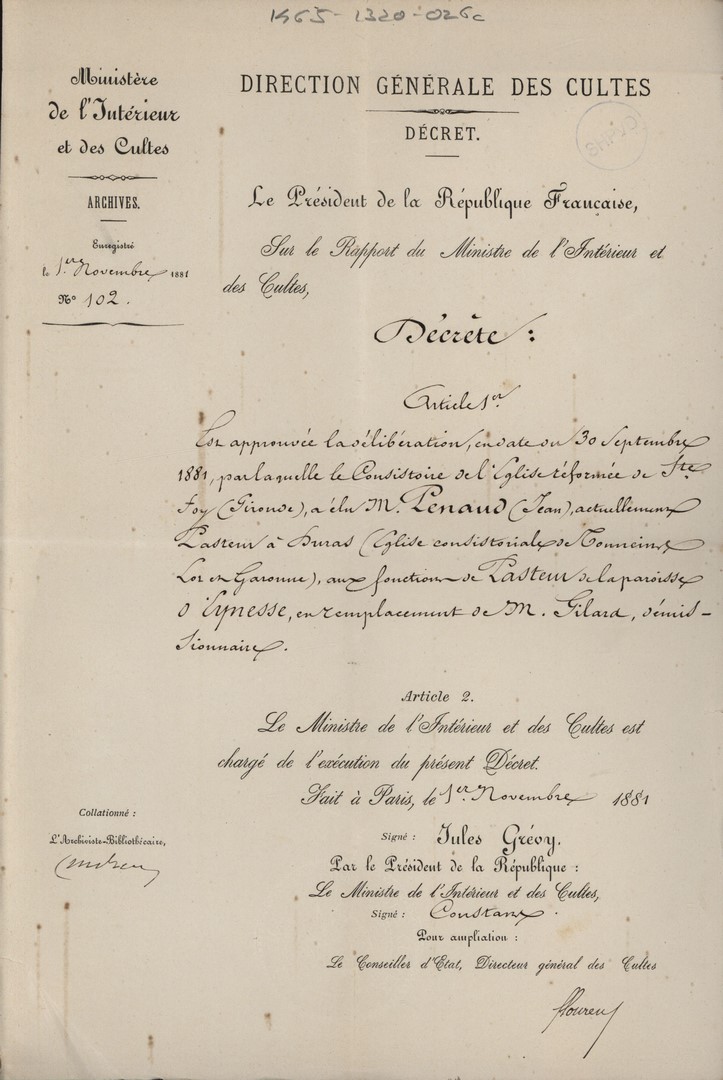 K65-1320-026c
Ministère
de l'Intérieur
et des Cultes
ARCHIVES.
Enregistré
le 1er Novembre 1881
N° 102.
DIRECTION GÉNÉRALE DES CULTES
DÉCRET.
Le Président de la République Française,
Sur le Rapport du Ministre de l'Intérieur et
des Cultes,
Décrète :
Article 1er.
Est approuvée la délibération, en date du 30 Septembre
1881, par laquelle le Consistoire de l'Eglise réformée de Ste
Foy (Gironde), a élu M. Penaud (Jean), actuellement
Pasteur à Duras (Eglise consistoriale de Tonneins
Lot et Garonne), aux fonctions de Pasteur de la paroisse
d'Eynesse, en remplacement de M. Gilard, démis-
sionnaire.
Article 2.
Le Ministre de l'Intérieur et des Cultes est
chargé de l'exécution du présent Décret.
Fait à Paris, le 1er Novembre 1881
Signé : Jules Grévy.
Par le Président de la République :
Le Ministre de l'Intérieur et des Cultes,
Signé : Constans.
Pour ampliation :
Le Conseiller d'Etat, Directeur général des Cultes
Flourens
Collationné :
L'Archiviste-Bibliothécaire,